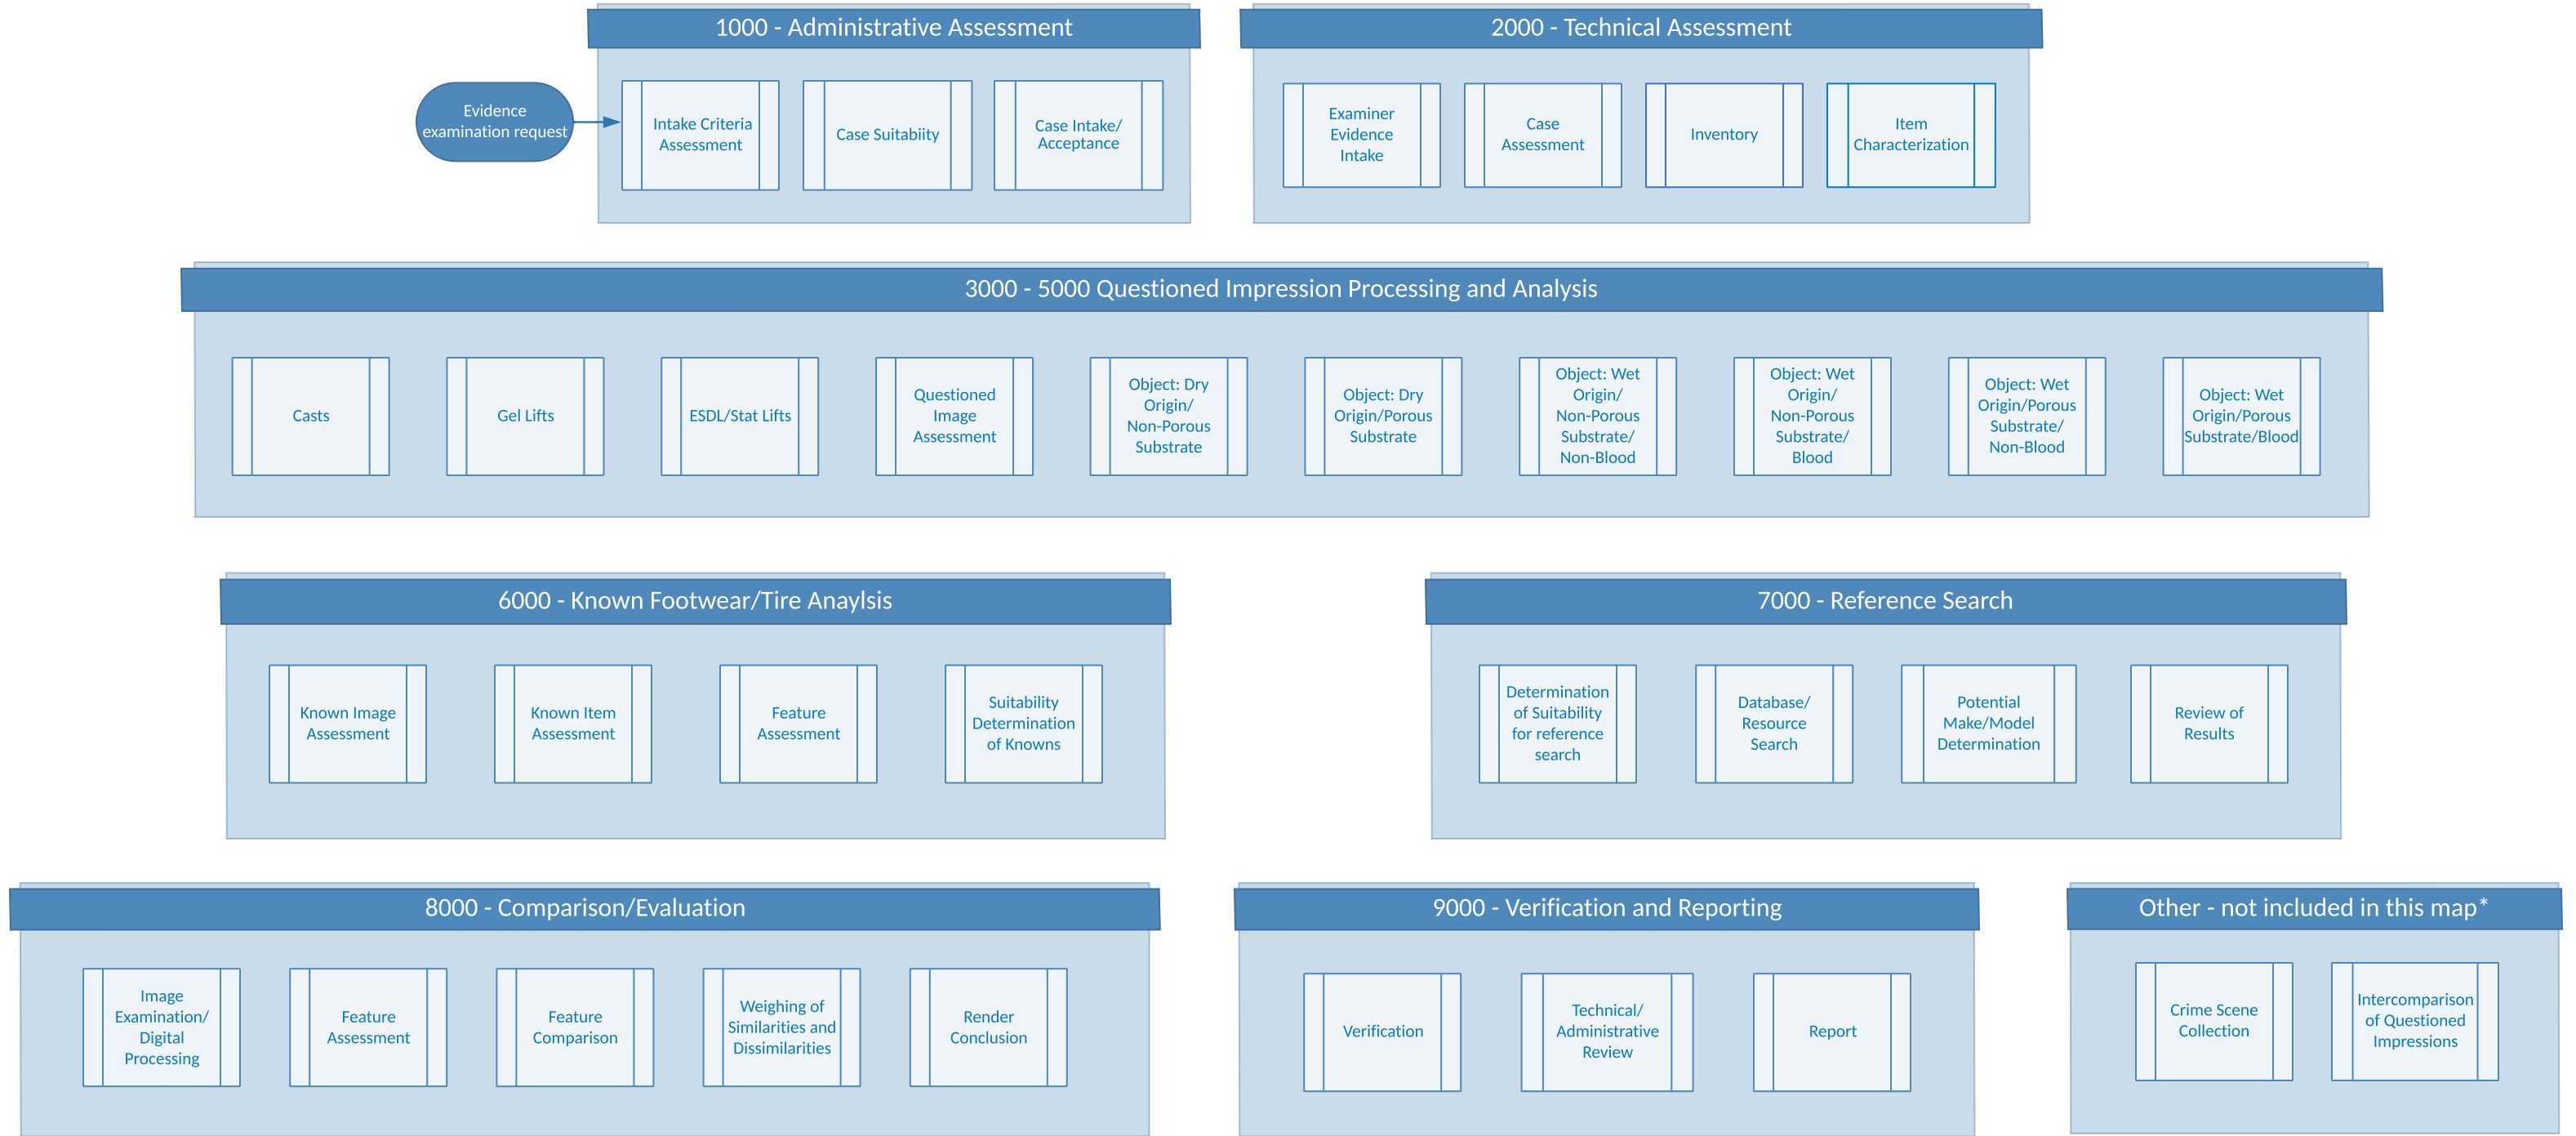 1000 - Administrative Assessment
2000 - Technical Assessment
Evidence
examination request
Intake Criteria
Assessment
Case Suitabiity
Case Intake/
Acceptance
Examiner
Evidence
Intake
Case
Assessment
Inventory
Item
Characterization
3000 - 5000 Questioned Impression Processing and Analysis
Casts
Gel Lifts
ESDL/Stat Lifts
Questioned
Image
Assessment
Object: Dry
Origin/
Non-Porous
Substrate
Object: Dry
Origin/Porous
Substrate
Object: Wet
Origin/
Non-Porous
Substrate/
Non-Blood
Object: Wet
Origin/
Non-Porous
Substrate/
Blood
Object: Wet
Origin/Porous
Substrate/
Non-Blood
Object: Wet
Origin/Porous
Substrate/Blood
6000 - Known Footwear/Tire Anaylsis
7000 - Reference Search
Known Image
Assessment
Known Item
Assessment
Feature
Assessment
Suitability
Determination
of Knowns
Determination
of Suitability
for reference
search
Database/
Resource
Search
Potential
Make/Model
Determination
Review of
Results
8000 - Comparison/Evaluation
9000 - Verification and Reporting
Other - not included in this map*
Image
Examination/
Digital
Processing
Feature
Assessment
Feature
Comparison
Weighing of
Similarities and
Dissimilarities
Render
Conclusion
Verification
Technical/
Administrative
Review
Report
Crime Scene
Collection
Intercomparison
of Questioned
Impressions